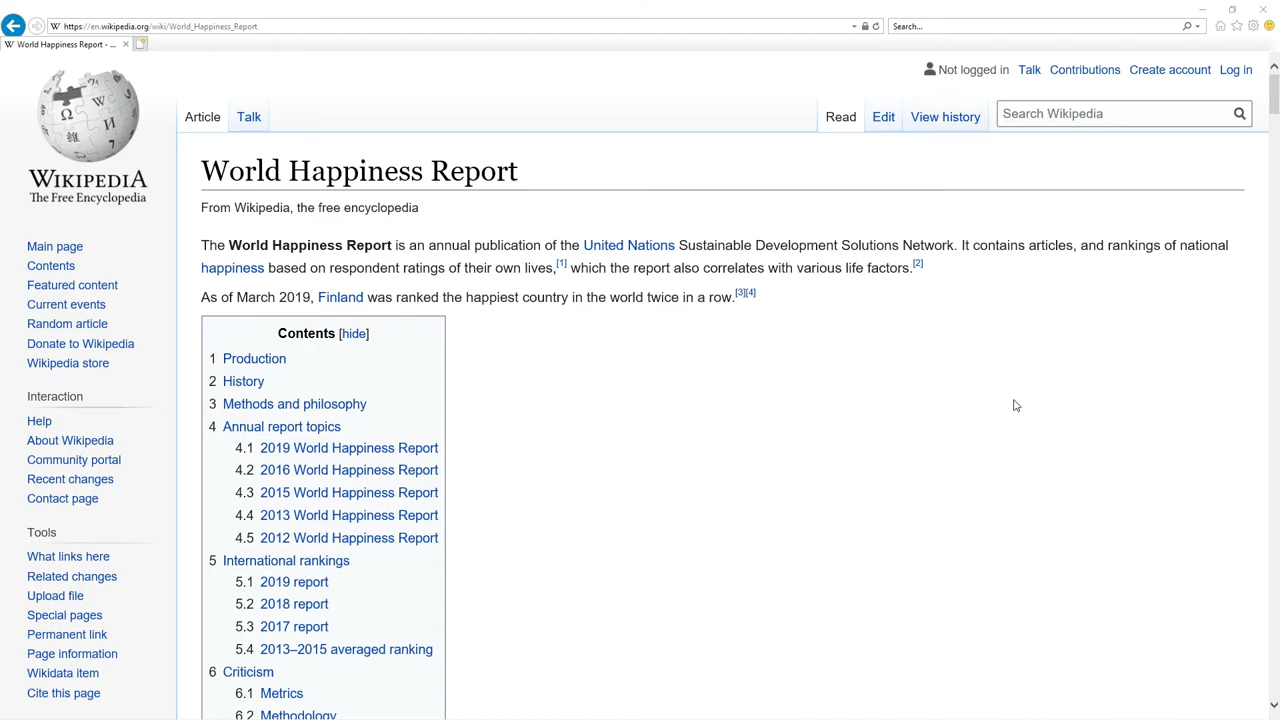 https://en.wikipedia.org/wiki/World_Happiness_Report
Search...
World Happiness Report - ...
Not logged in Talk Contributions Create account Log in
Article Talk Read Edit View history Search Wikipedia
WIKIPEDIA
The Free Encyclopedia
Main page
Contents
Featured content
Current events
Random article
Donate to Wikipedia
Wikipedia store
Interaction
Help
About Wikipedia
Community portal
Recent changes
Contact page
Tools
What links here
Related changes
Upload file
Special pages
Permanent link
Page information
Wikidata item
Cite this page
World Happiness Report
From Wikipedia, the free encyclopedia
The World Happiness Report is an annual publication of the United Nations Sustainable Development Solutions Network. It contains articles, and rankings of national
happiness based on respondent ratings of their own lives,[1] which the report also correlates with various life factors.[2]
As of March 2019, Finland was ranked the happiest country in the world twice in a row.[3][4]
Contents [hide]
1 Production
2 History
3 Methods and philosophy
4 Annual report topics
4.1 2019 World Happiness Report
4.2 2016 World Happiness Report
4.3 2015 World Happiness Report
4.4 2013 World Happiness Report
4.5 2012 World Happiness Report
5 International rankings
5.1 2019 report
5.2 2018 report
5.3 2017 report
5.4 2013–2015 averaged ranking
6 Criticism
6.1 Metrics
6.2 Methodology